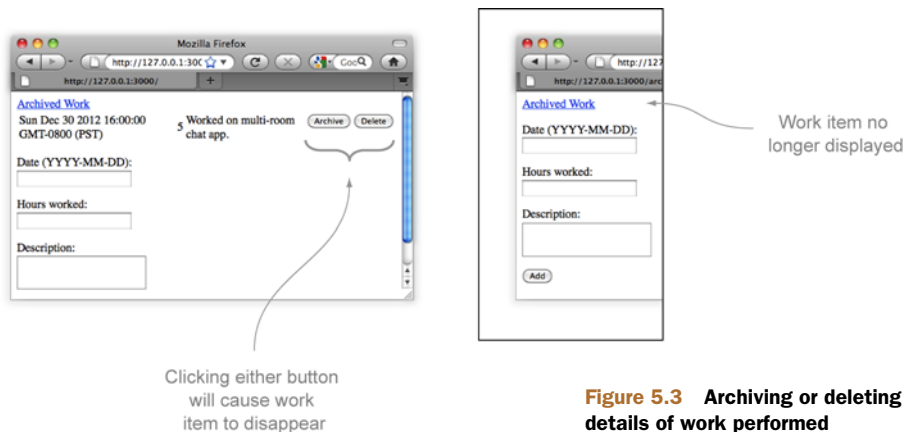 Mozilla Firefox
http://127.0.0.1:300
Goo
http://127.0.0.1:3000/
+
Archived Work
Sun Dec 30 2012 16:00:00
GMT-0800 (PST)
5
Worked on multi-room
chat app.
Archive
Delete
Date (YYYY-MM-DD):
Hours worked:
Description:
Clicking either button
will cause work
item to disappear
http://127
http://127.0.0.1:3000/arc
Archived Work
Date (YYYY-MM-DD):
Hours worked:
Description:
Add
Work item no
longer displayed
Figure 5.3 Archiving or deleting
details of work performed